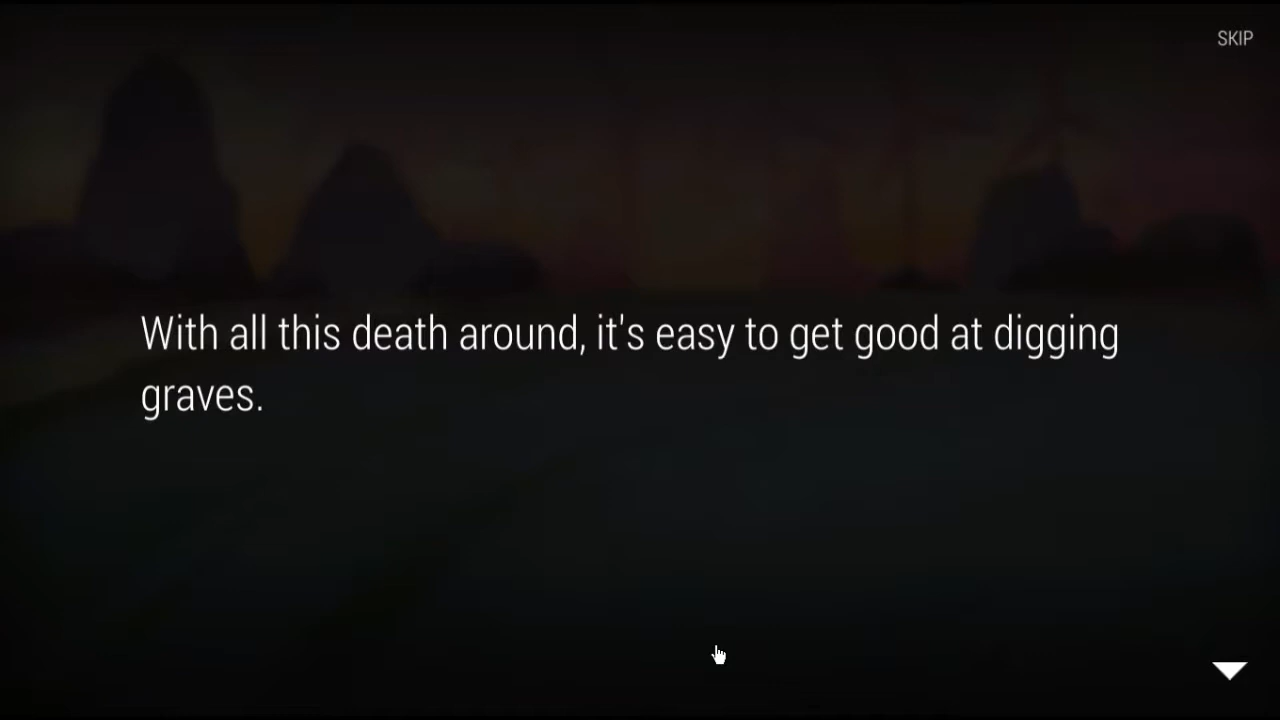 SKIP
With all this death around, it's easy to get good at digging
graves.